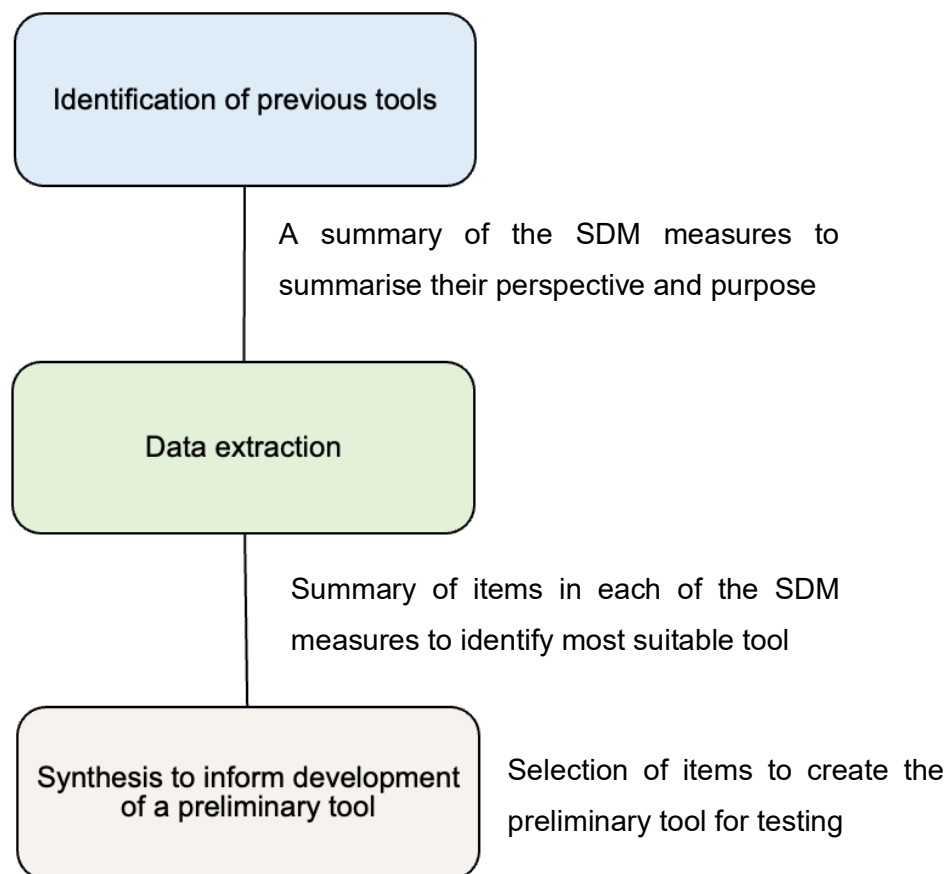 Identification of previous tools
A summary of the SDM measures to
summarise their perspective and purpose
Data extraction
Summary of items in each of the SDM
measures to identify most suitable tool
Synthesis to inform development
of a preliminary tool
Selection of items to create the
preliminary tool for testing